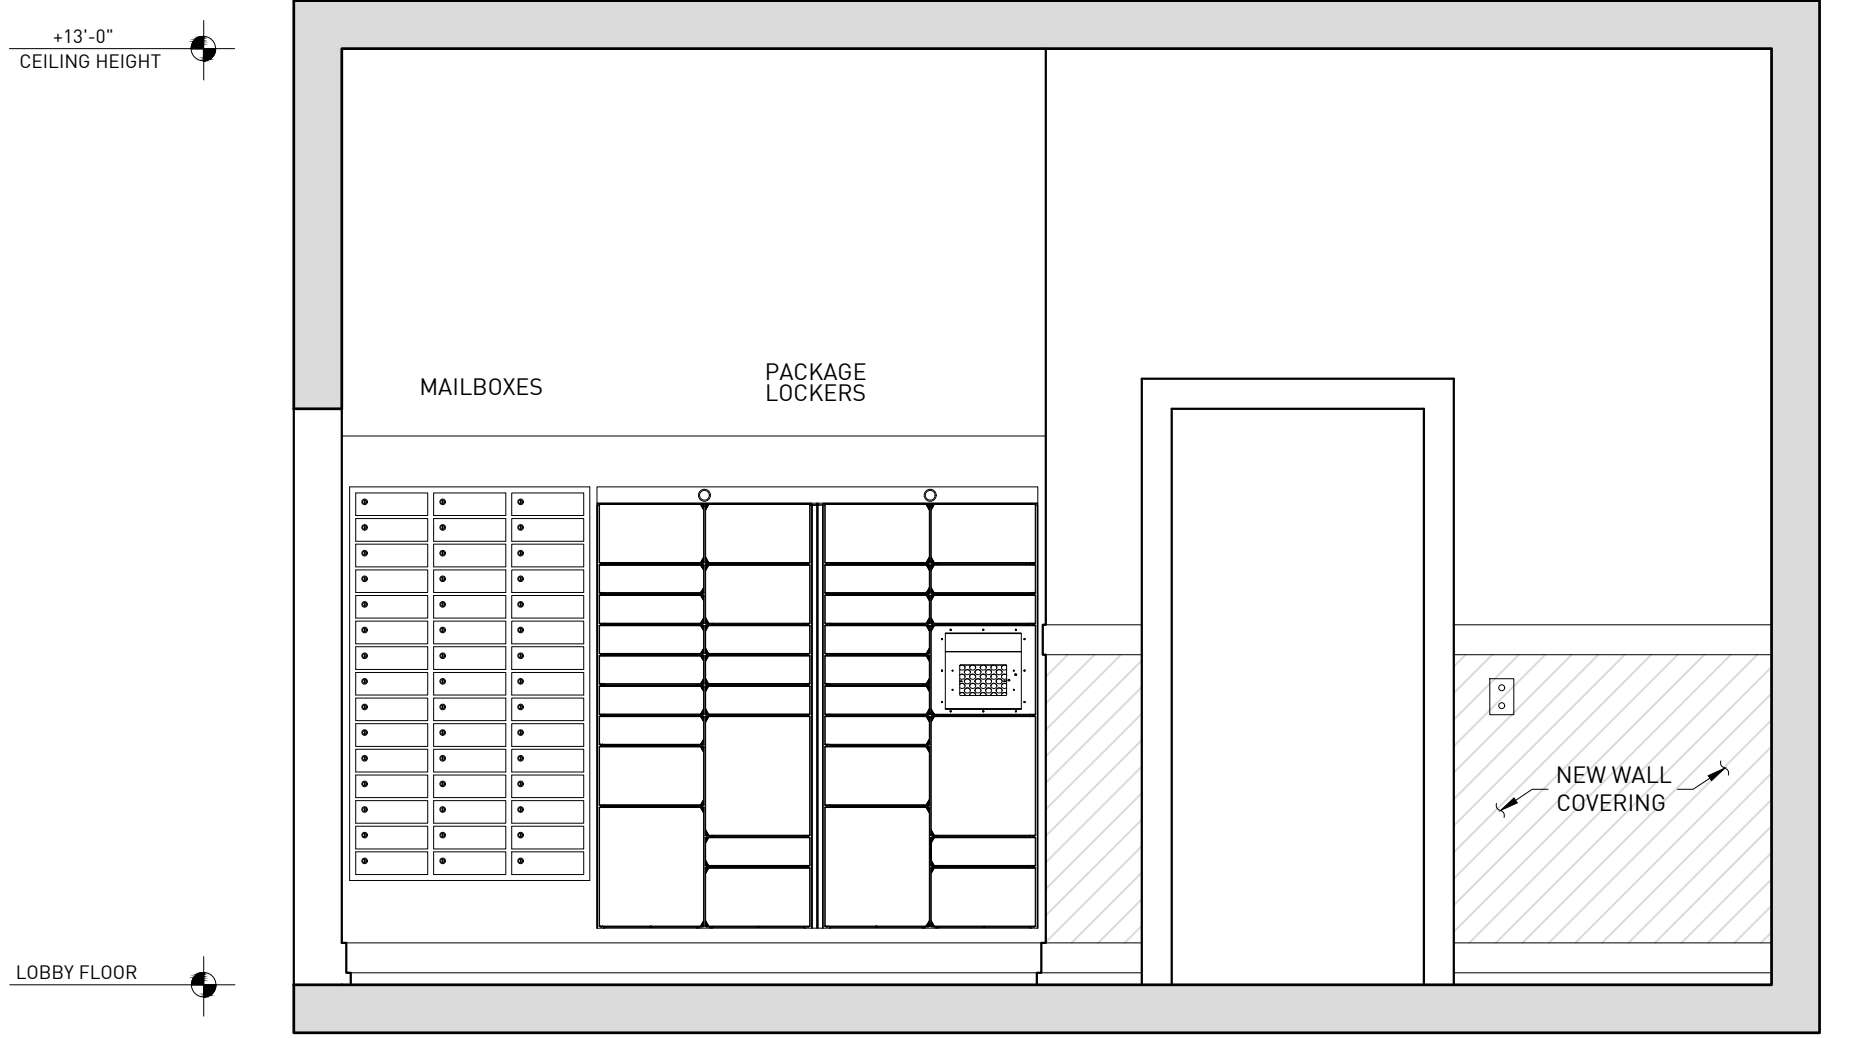 +13'-0"
CEILING HEIGHT
MAILBOXES
PACKAGE
LOCKERS
NEW WALL
COVERING
LOBBY FLOOR